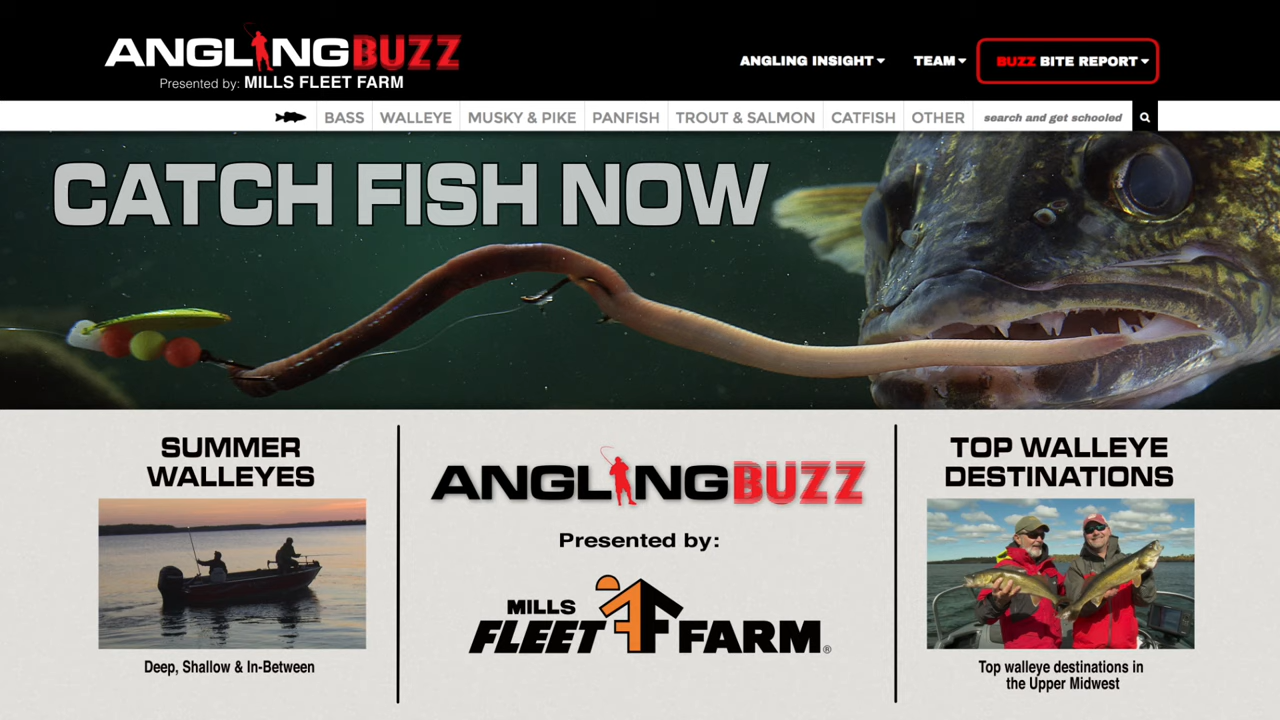 ANGLINGBUZZ
Presented by: MILLS FLEET FARM
ANGLING INSIGHT
TEAM
BUZZ BITE REPORT
BASS
WALLEYE
MUSKY & PIKE
PANFISH
TROUT & SALMON
CATFISH
OTHER
search and get schooled
CATCH FISH NOW
SUMMER
WALLEYES
Deep, Shallow & In-Between
ANGLINGBUZZ
Presented by:
MILLS
FLEET FARM®
TOP WALLEYE
DESTINATIONS
Top walleye destinations in
the Upper Midwest